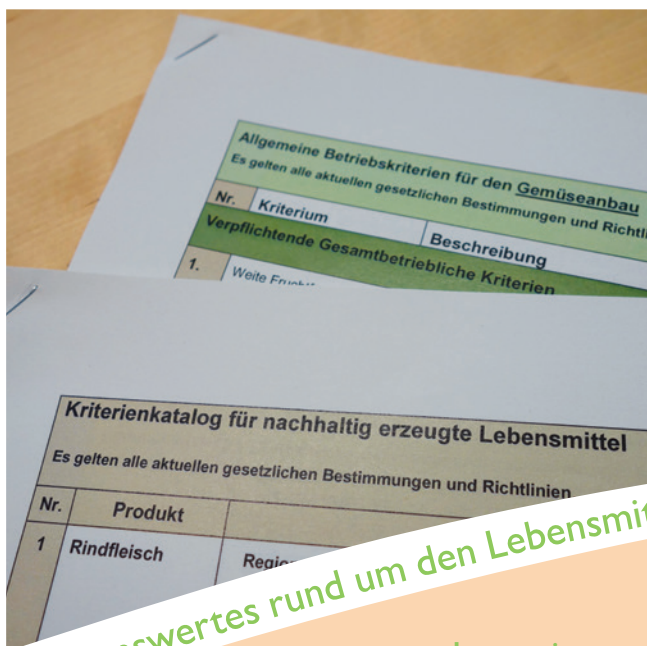 Allgemeine Betriebskriterien für den Gemüseanbau
Es gelten alle aktuellen gesetzlichen Bestimmungen und
Nr. Kriterium Beschreibung
Verpflichtende Gesamtbetriebliche Kriterien
1. Weite
Kriterienkatalog für nachhaltig erzeugte Lebensmittel
Es gelten alle aktuellen gesetzlichen Bestimmungen und Richtlinien
Nr. Produkt
1 Rindfleisch
rund um den